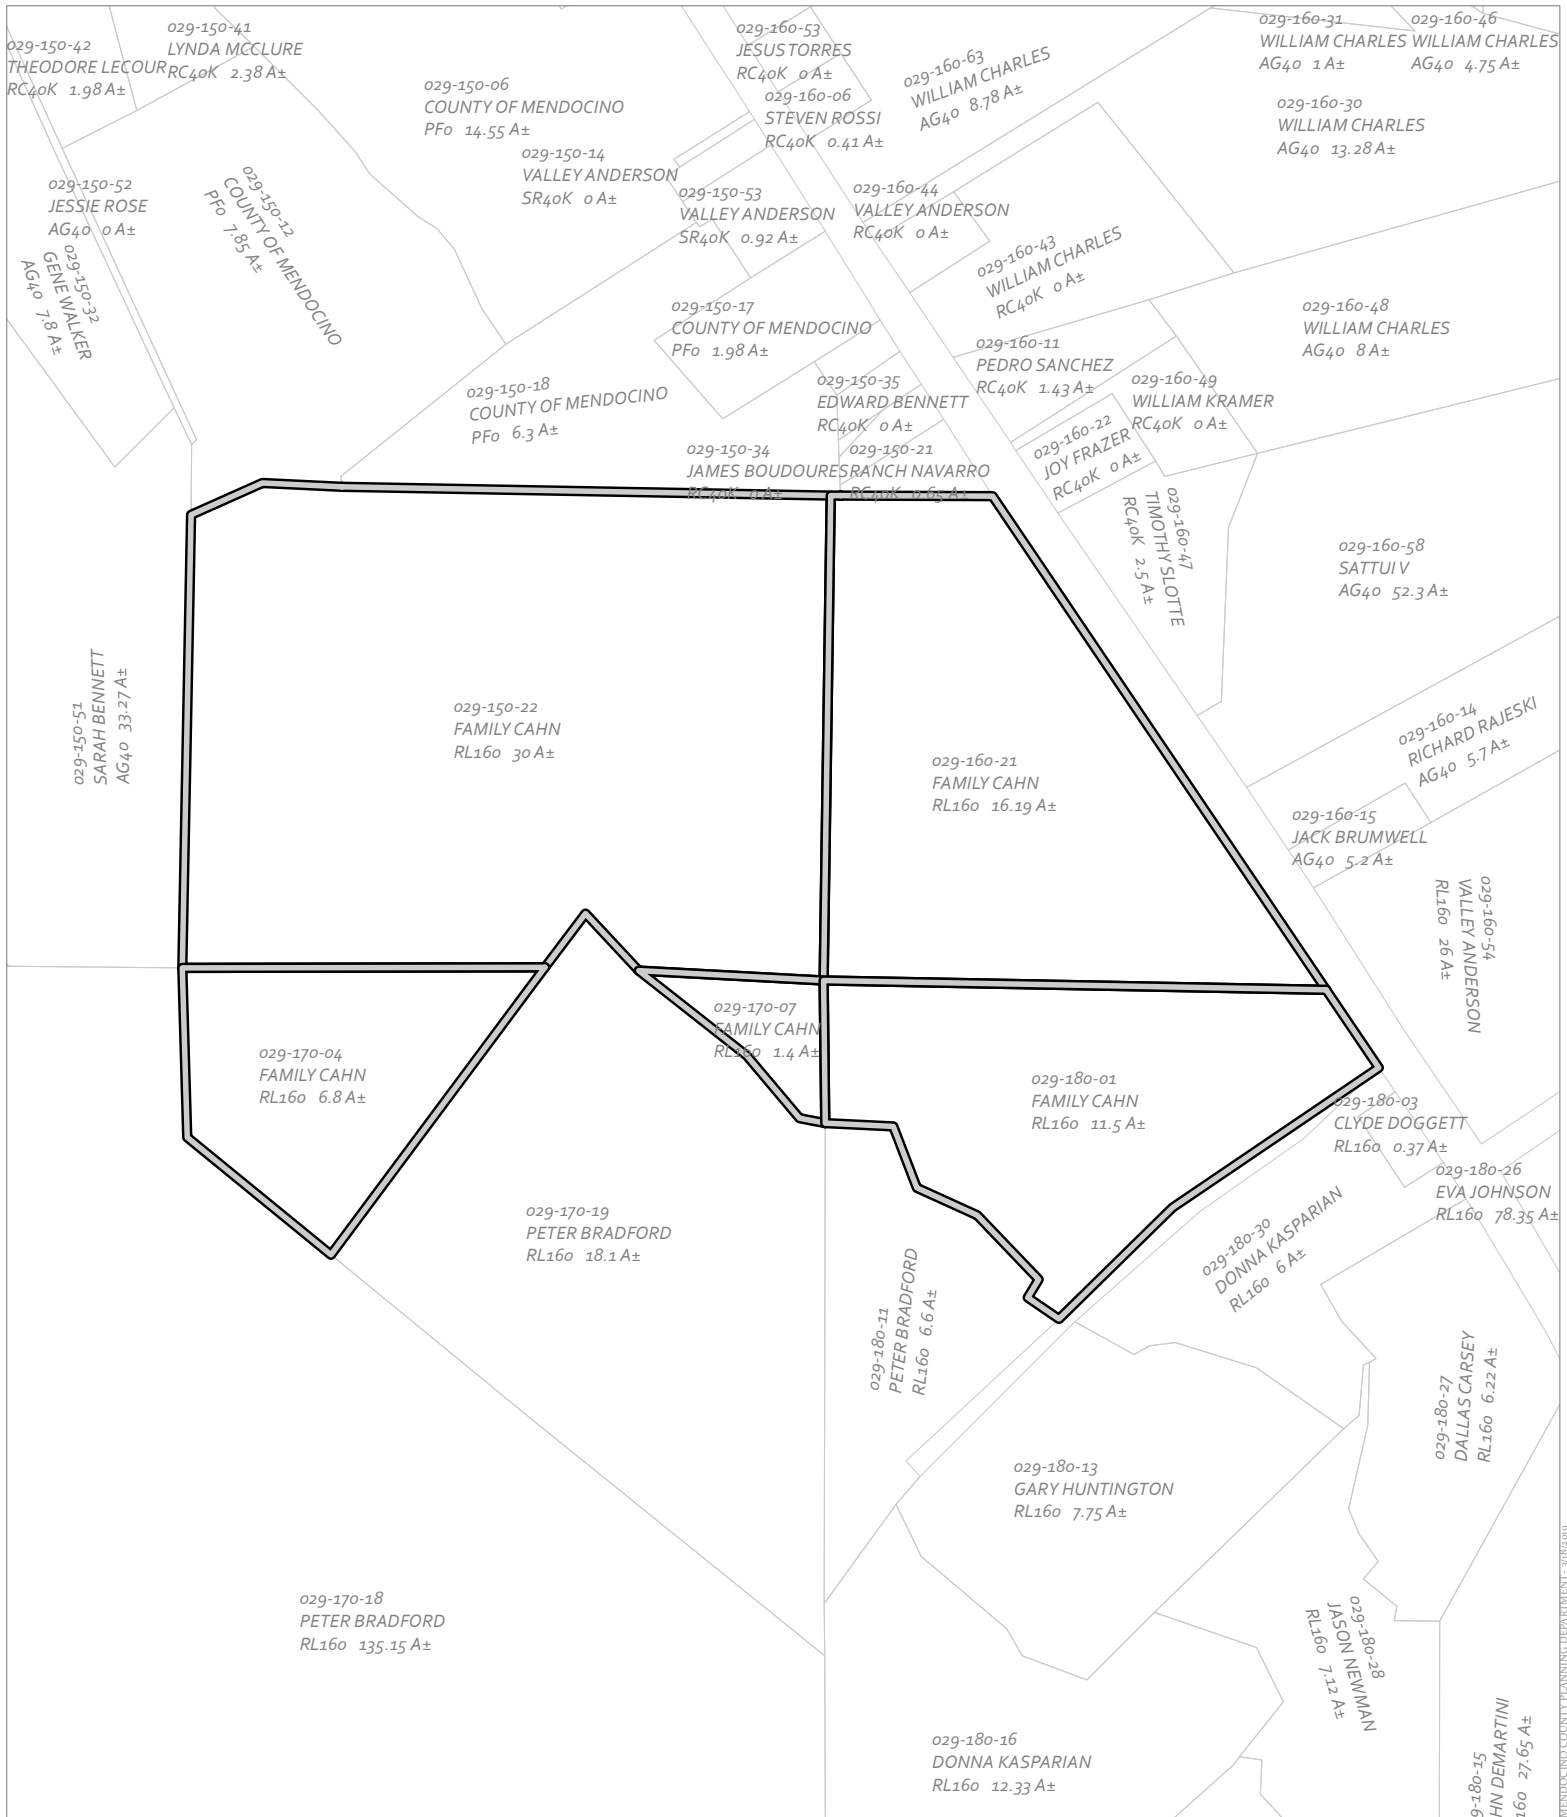 029-150-42
THEODORE LECOUR
RC40K 1.98 A±
029-150-41
LYNDA MCCLURE
RC40K 2.38 A±
029-150-06
COUNTY OF MENDOCINO
PF0 14.55 A±
029-160-53
JESUS TORRES
RC40K 0 A±
029-160-06
STEVEN ROSSI
RC40K 0.41 A±
029-160-63
WILLIAM CHARLES
AG40 8.78 A±
029-160-31
WILLIAM CHARLES
AG40 1 A±
029-160-46
WILLIAM CHARLES
AG40 4.75 A±
029-160-30
WILLIAM CHARLES
AG40 13.28 A±
029-150-52
JESSIE ROSE
AG40 0 A±
029-150-32
GENE WALKER
AG40 7.8 A±
029-150-12
COUNTY OF MENDOCINO
PF0 7.85 A±
029-150-14
VALLEY ANDERSON
SR40K 0 A±
029-150-53
VALLEY ANDERSON
SR40K 0.92 A±
029-160-44
VALLEY ANDERSON
RC40K 0 A±
029-160-43
WILLIAM CHARLES
RC40K 0 A±
029-150-17
COUNTY OF MENDOCINO
PF0 1.98 A±
029-160-48
WILLIAM CHARLES
AG40 8 A±
029-160-11
PEDRO SANCHEZ
RC40K 1.43 A±
029-150-18
COUNTY OF MENDOCINO
PF0 6.3 A±
029-150-35
EDWARD BENNETT
RC40K 0 A±
029-160-49
WILLIAM KRAMER
RC40K 0 A±
029-160-22
JOY FRAZER
RC40K 0 A±
029-150-34
JAMES BOUDOURES
RC40K 0 A±
029-150-21
RANCH NAVARRO
RC40K 0.65 A±
029-160-47
TIMOTHY SLOTTE
RC40K 2.5 A±
029-160-58
SATTUI V
AG40 52.3 A±
029-150-51
SARAH BENNETT
AG40 33.27 A±
029-150-22
FAMILY CAHN
RL160 30 A±
029-160-21
FAMILY CAHN
RL160 16.19 A±
029-160-14
RICHARD RAJESKI
AG40 5.7 A±
029-160-15
JACK BRUMWELL
AG40 5.2 A±
029-160-54
VALLEY ANDERSON
RL160 26 A±
029-170-04
FAMILY CAHN
RL160 6.8 A±
029-170-07
FAMILY CAHN
RL160 1.4 A±
029-180-01
FAMILY CAHN
RL160 11.5 A±
029-180-03
CLYDE DOGGETT
RL160 0.37 A±
029-180-26
EVA JOHNSON
RL160 78.35 A±
029-170-19
PETER BRADFORD
RL160 18.1 A±
029-180-30
DONNA KASPARIAN
RL160 6 A±
029-180-11
PETER BRADFORD
RL160 6.6 A±
029-180-27
DALLAS CARSEY
RL160 6.22 A±
029-180-13
GARY HUNTINGTON
RL160 7.75 A±
029-170-18
PETER BRADFORD
RL160 135.15 A±
029-180-28
JASON NEWMAN
RL160 7.12 A±
029-180-16
DONNA KASPARIAN
RL160 12.33 A±
9-180-15
HN DEMARTINI
160 27.65 A±
MENDOCINO COUNTY PLANNING DEPARTMENT -